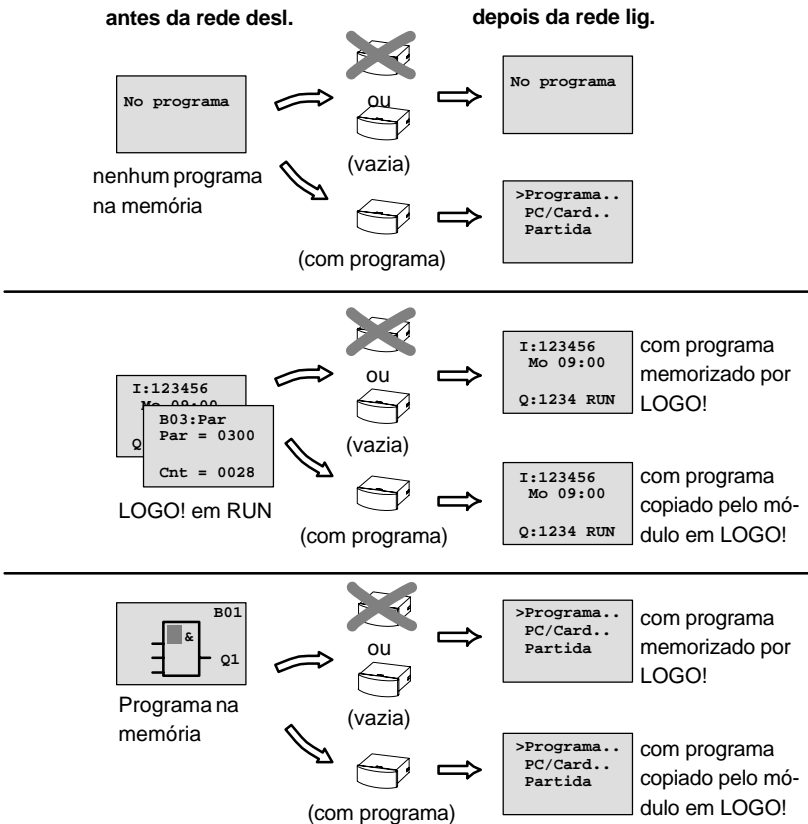 antes da rede desl.
depois da rede lig.
No programa
ou
(vazia)
No programa
nenhum programa
na memória
(com programa)
>Programa..
PC/Card..
Partida
I:123456
Mo 09:00
Q
B03:Par
Par = 0300
Cnt = 0028
LOGO! em RUN
ou
(vazia)
(com programa)
I:123456
Mo 09:00
Q:1234 RUN
com programa
memorizado por
LOGO!
I:123456
Mo 09:00
Q:1234 RUN
com programa
copiado pelo mó-
dulo em LOGO!
B01
&
Q1
Programa na
memória
ou
(vazia)
(com programa)
>Programa..
PC/Card..
Partida
com programa
memorizado por
LOGO!
>Programa..
PC/Card..
Partida
com programa
copiado pelo mó-
dulo em LOGO!